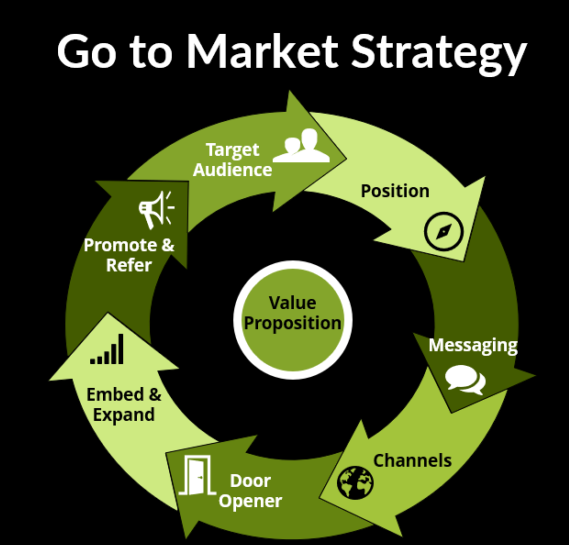 Go to Market Strategy
Target
Audience
Position
Messaging
Channels
Door
Opener
Embed &
Expand
Promote &
Refer
Value
Proposition